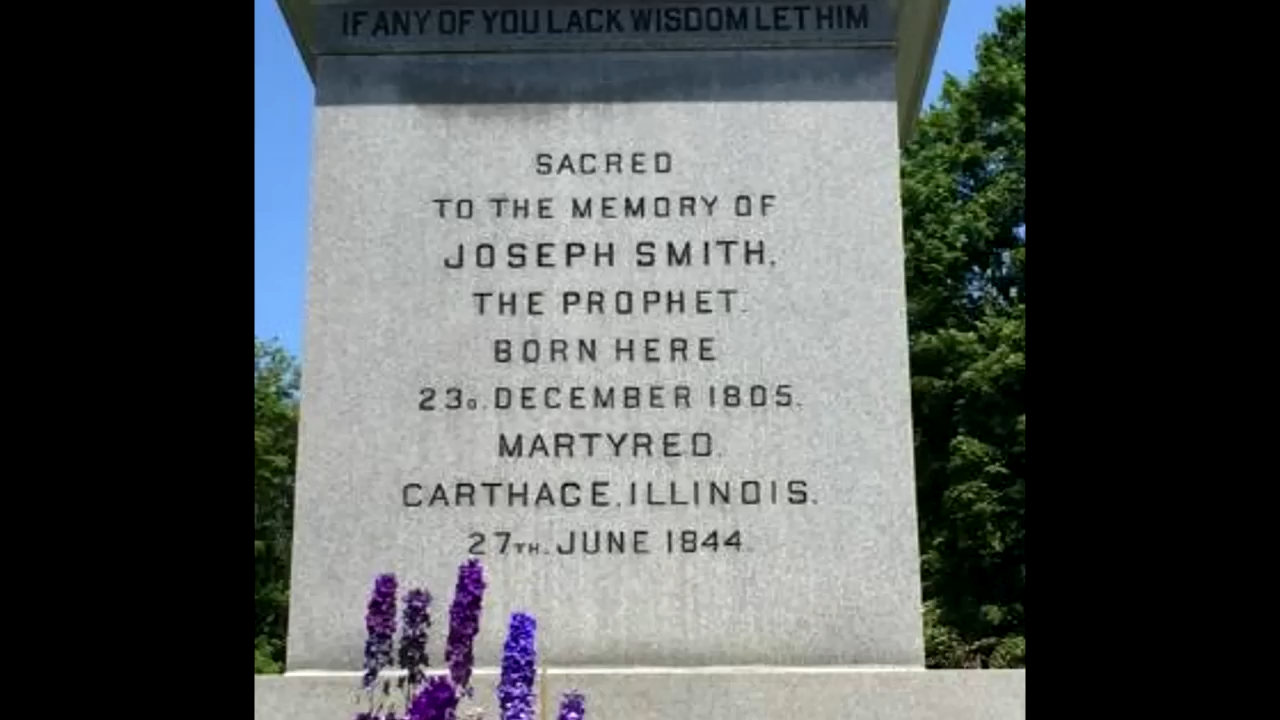 IF ANY OF YOU LACK WISDOM LET HIM
SACRED
TO THE MEMORY OF
JOSEPH SMITH.
THE PROPHET.
BORN HERE
23D. DECEMBER 1805.
MARTYRED.
CARTHAGE, ILLINOIS.
27TH. JUNE 1844.